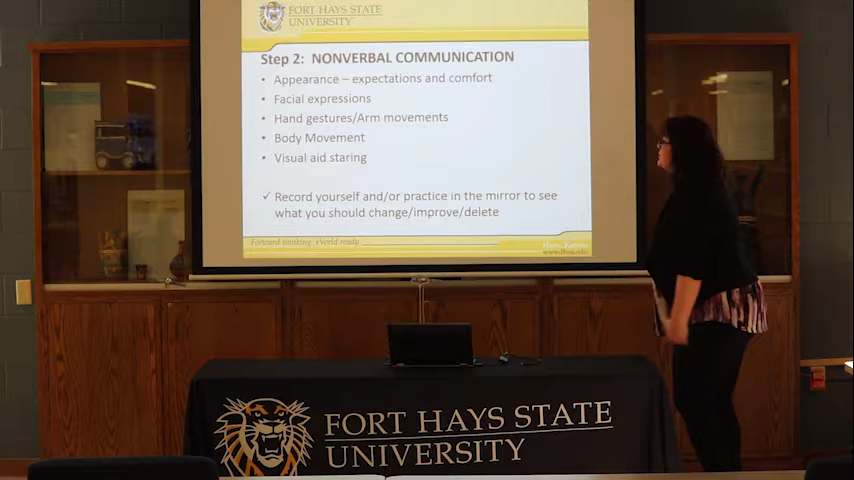 FORT HAYS STATE
UNIVERSITY
Step 2: NONVERBAL COMMUNICATION
• Appearance – expectations and comfort
• Facial expressions
• Hand gestures/Arm movements
• Body Movement
• Visual aid staring
✓ Record yourself and/or practice in the mirror to see
what you should change/improve/delete
Forward thinking. World ready.
FORT HAYS STATE
UNIVERSITY